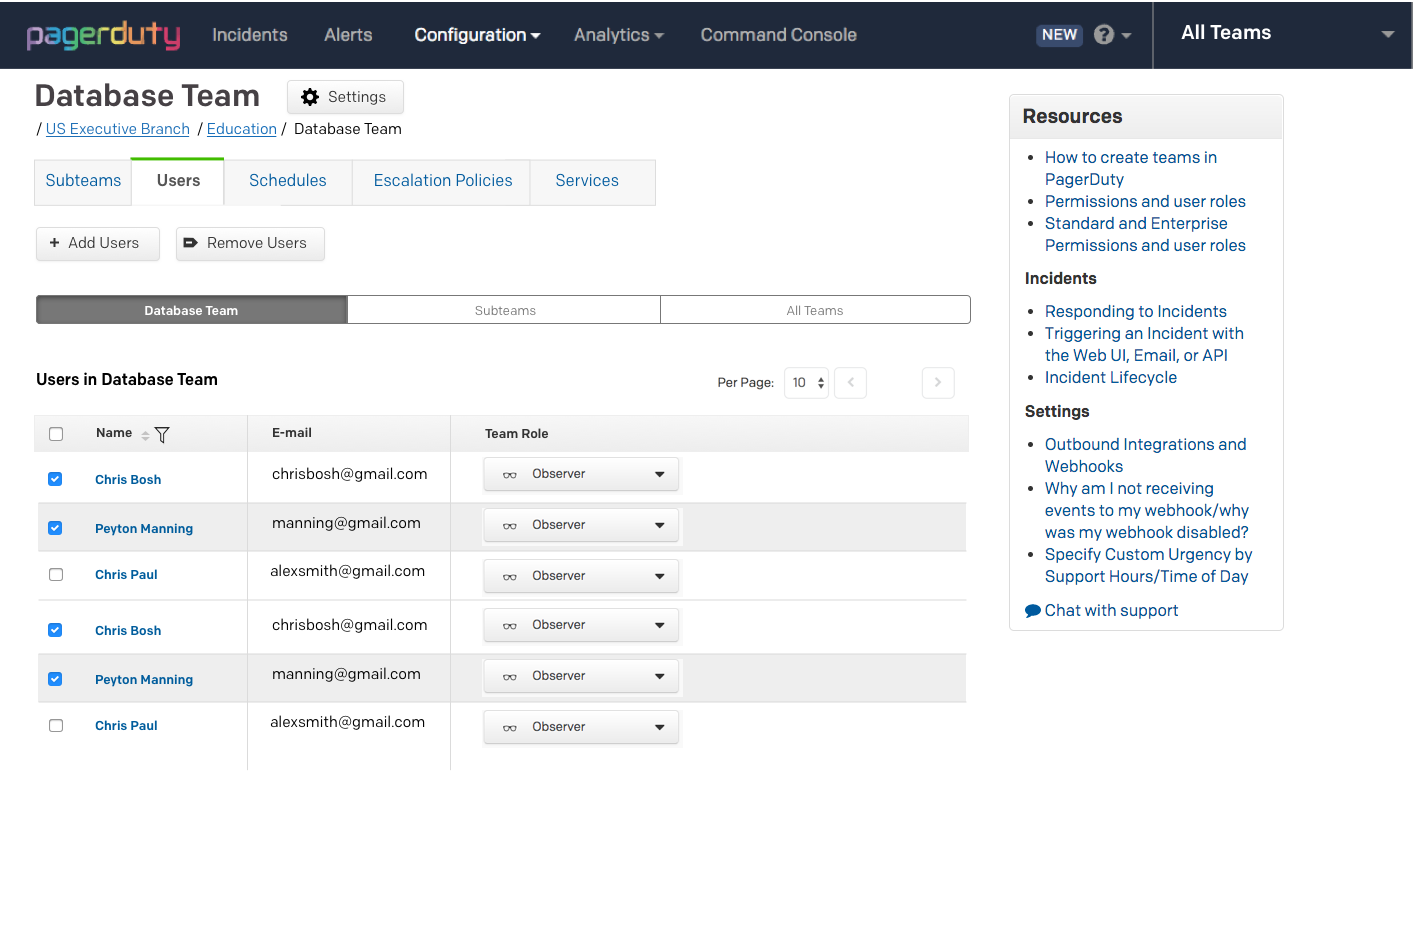 pagerduty Incidents Alerts Configuration Analytics Command Console NEW ? All Teams
Database Team Settings
/ US Executive Branch / Education / Database Team
Subteams Users Schedules Escalation Policies Services
+ Add Users Remove Users
Database Team Subteams All Teams
Users in Database Team Per Page: 10 < >
Name E-mail Team Role
Chris Bosh chrisbosh@gmail.com Observer
Peyton Manning manning@gmail.com Observer
Chris Paul alexsmith@gmail.com Observer
Chris Bosh chrisbosh@gmail.com Observer
Peyton Manning manning@gmail.com Observer
Chris Paul alexsmith@gmail.com Observer
Resources
• How to create teams in
PagerDuty
• Permissions and user roles
• Standard and Enterprise
Permissions and user roles
Incidents
• Responding to Incidents
• Triggering an Incident with
the Web UI, Email, or API
• Incident Lifecycle
Settings
• Outbound Integrations and
Webhooks
• Why am I not receiving
events to my webhook/why
was my webhook disabled?
• Specify Custom Urgency by
Support Hours/Time of Day
Chat with support